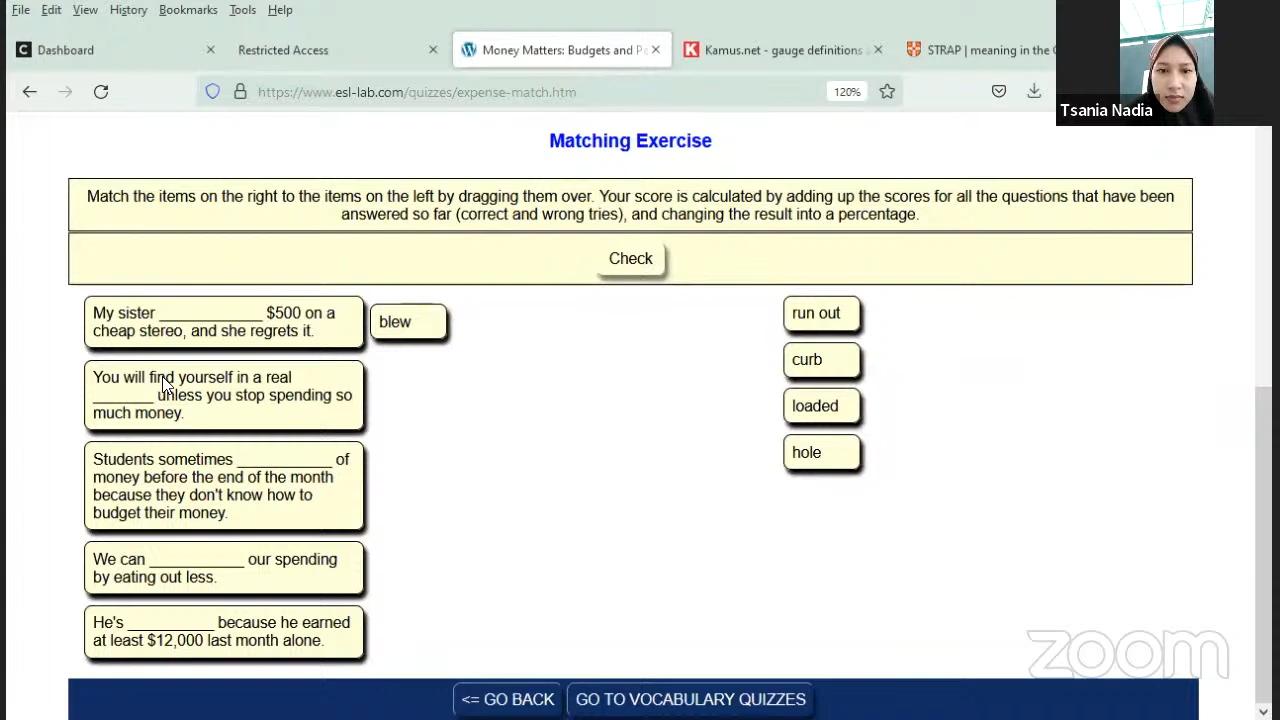 File Edit View History Bookmarks Tools Help
Dashboard
Restricted Access
Money Matters: Budgets and Pe
Kamus.net - gauge definitions
STRAP | meaning in the
https://www.esl-lab.com/quizzes/expense-match.htm
120%
Tsania Nadia
Matching Exercise
Match the items on the right to the items on the left by dragging them over. Your score is calculated by adding up the scores for all the questions that have been
answered so far (correct and wrong tries), and changing the result into a percentage.
Check
My sister ____________ $500 on a
cheap stereo, and she regrets it.
blew
You will find yourself in a real
_______ unless you stop spending so
much money.
Students sometimes ___________ of
money before the end of the month
because they don't know how to
budget their money.
We can ___________ our spending
by eating out less.
He's __________ because he earned
at least $12,000 last month alone.
run out
curb
loaded
hole
zoom
<= GO BACK
GO TO VOCABULARY QUIZZES